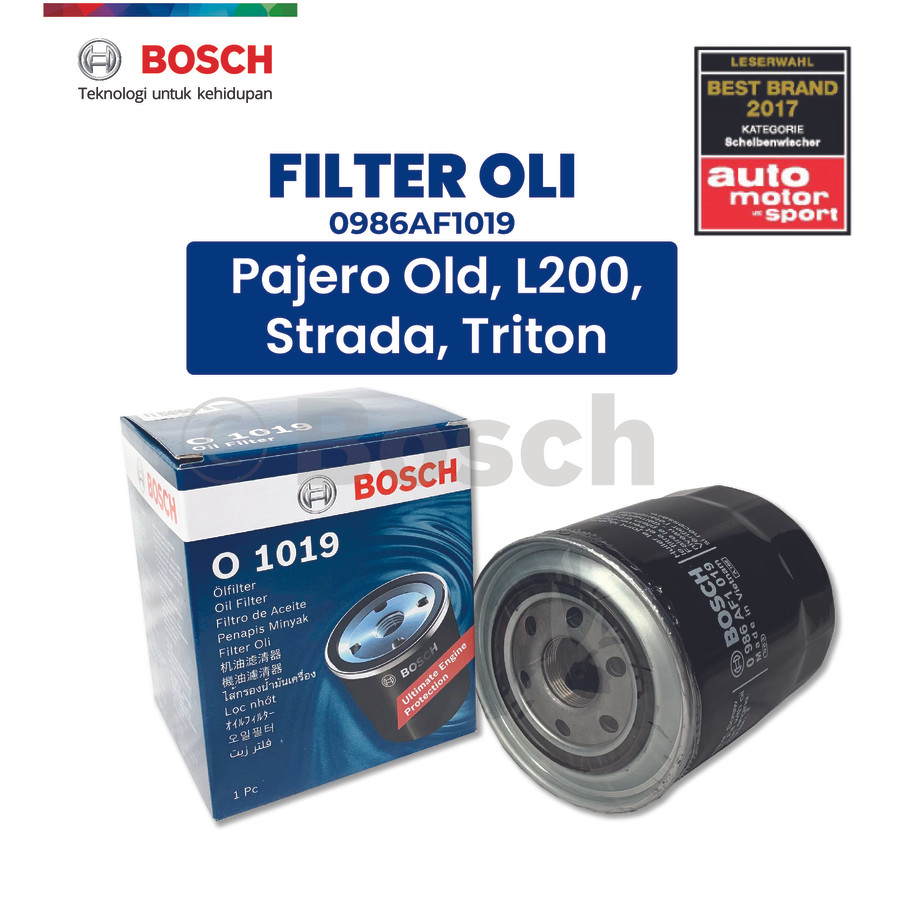 BOSCH
Teknologi untuk kehidupan
LESERWAHL
BEST BRAND
2017
KATEGORIE
Scheibenwischer
auto
motor
und
sport
FILTER OLI
0986AF1019
Pajero Old, L200,
Strada, Triton
© Bosch
O 1019
Oil Filter
BOSCH
O 1019
Ölfilter
Oil Filter
Filtro de Aceite
Penapis Minyak
Filter Oli
机油滤清器
機油濾清器
ไส้กรองน้ำมันเครื่อง
Loc nhớt
オイルフィルター
오일필터
فلتر زيت
1 Pc
BOSCH
Ultimate Engine
Protection
BOSCH
0 986 AF1 019
Made in Vietnam